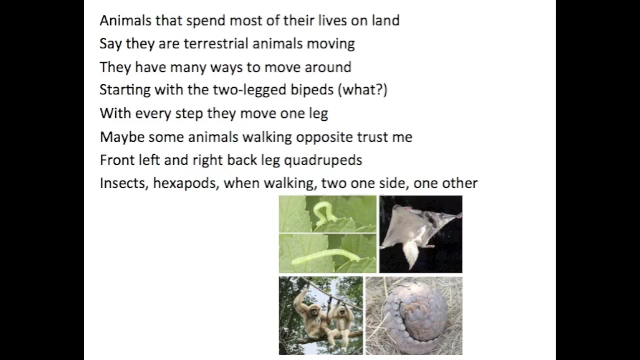 Animals that spend most of their lives on land
Say they are terrestrial animals moving
They have many ways to move around
Starting with the two-legged bipeds (what?)
With every step they move one leg
Maybe some animals walking opposite trust me
Front left and right back leg quadrupeds
Insects, hexapods, when walking, two one side, one other